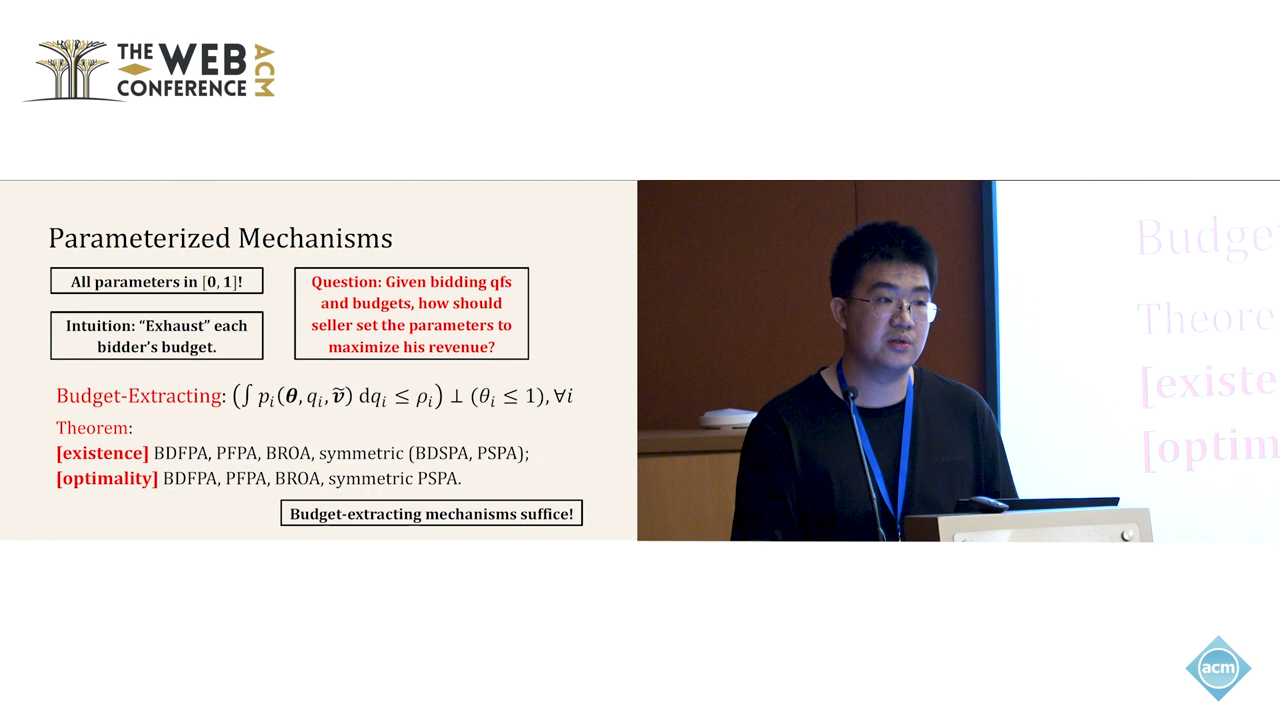 THE WEB
CONFERENCE
ACM
Parameterized Mechanisms
All parameters in [0, 1]!
Intuition: “Exhaust” each
bidder’s budget.
Question: Given bidding qfs
and budgets, how should
seller set the parameters to
maximize his revenue?
Budget-Extracting: (∫ pᵢ(𝜽, qᵢ, ṽ) dqᵢ ≤ ρᵢ) ⊥ (θᵢ ≤ 1), ∀i
Theorem:
[existence] BDFPA, PFPA, BROA, symmetric (BDSPA, PSPA);
[optimality] BDFPA, PFPA, BROA, symmetric PSPA.
Budget-extracting mechanisms suffice!
Budge
Theore
[existe
[optim
acm